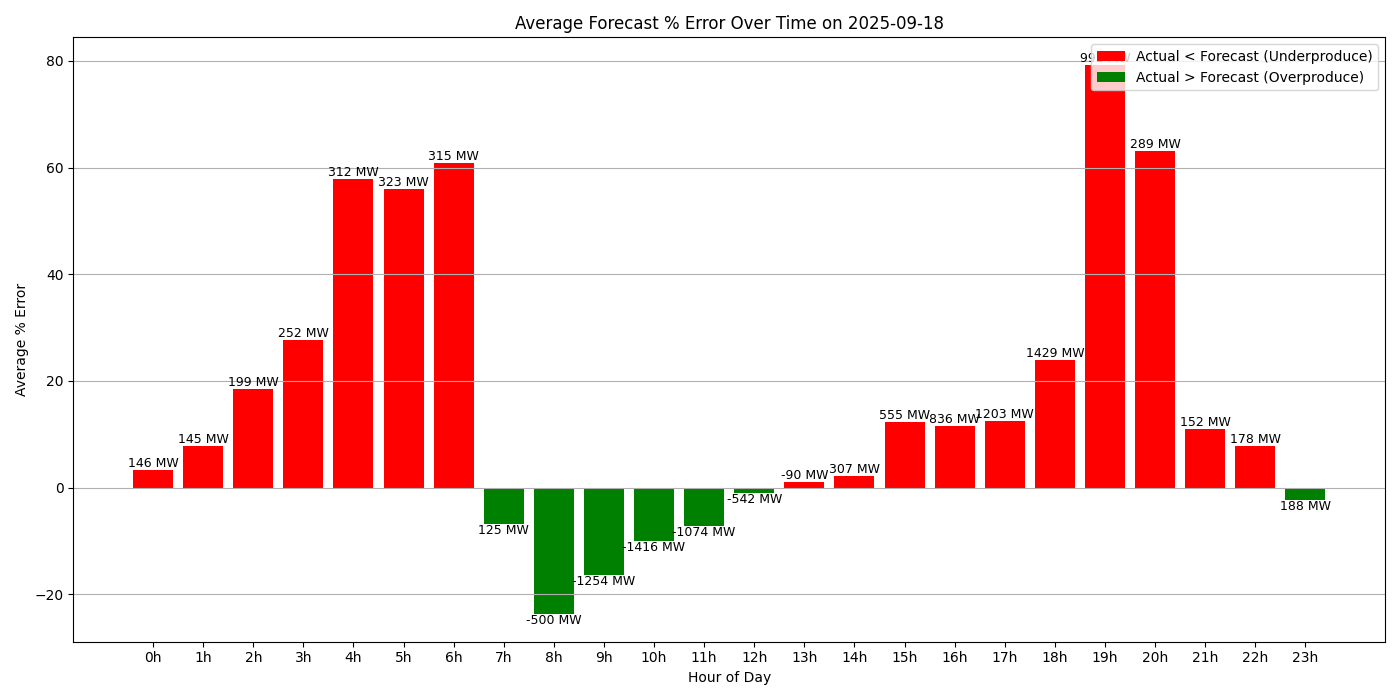 Average Forecast % Error Over Time on 2025-09-18
Actual < Forecast (Underproduce)
Actual > Forecast (Overproduce)
Average % Error
80
60
40
20
0
−20
146 MW
145 MW
199 MW
252 MW
312 MW
323 MW
315 MW
125 MW
-500 MW
-1254 MW
-1416 MW
-1074 MW
-542 MW
-90 MW
307 MW
555 MW
836 MW
1203 MW
1429 MW
289 MW
152 MW
178 MW
188 MW
0h 1h 2h 3h 4h 5h 6h 7h 8h 9h 10h 11h 12h 13h 14h 15h 16h 17h 18h 19h 20h 21h 22h 23h
Hour of Day